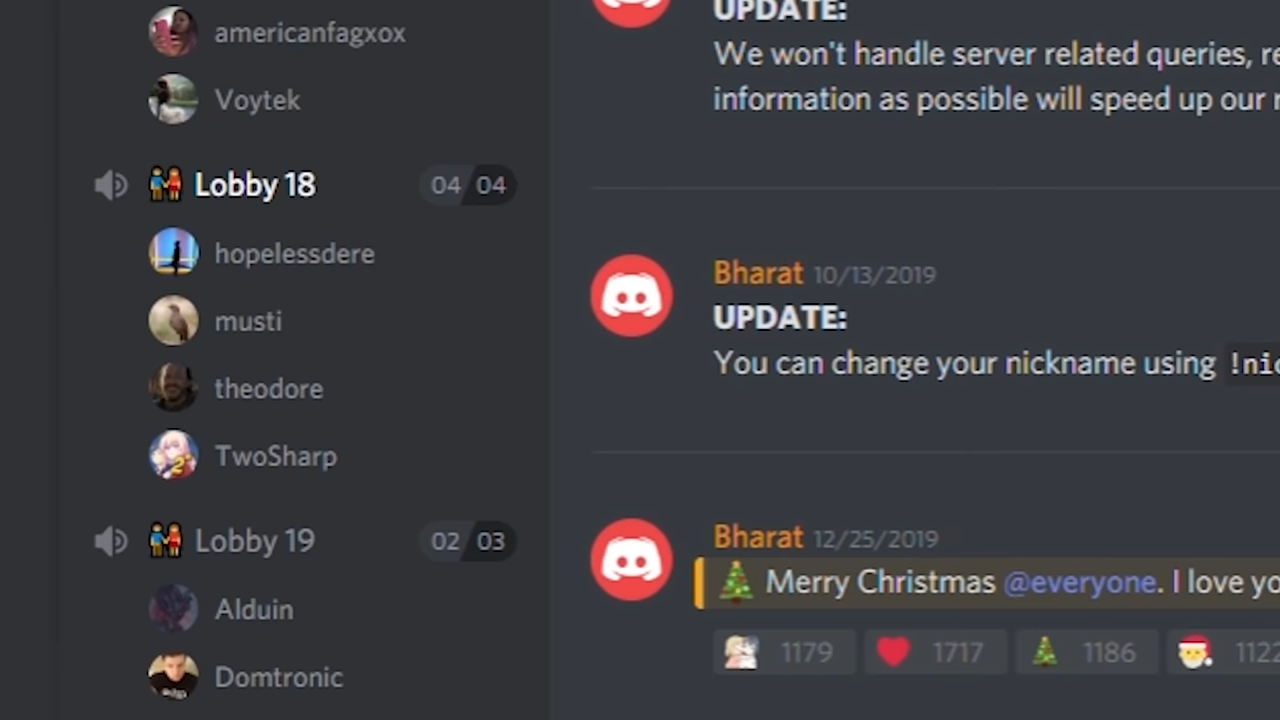 americanfagxox
Voytek
Lobby 18 04 04
hopelessdere
musti
theodore
TwoSharp
Lobby 19 02 03
Alduin
Domtronic
UPDATE:
We won't handle server related queries, re
information as possible will speed up our r
Bharat 10/13/2019
UPDATE:
You can change your nickname using !nic
Bharat 12/25/2019
Merry Christmas @everyone. I love yo
1179 1717 1186 1122